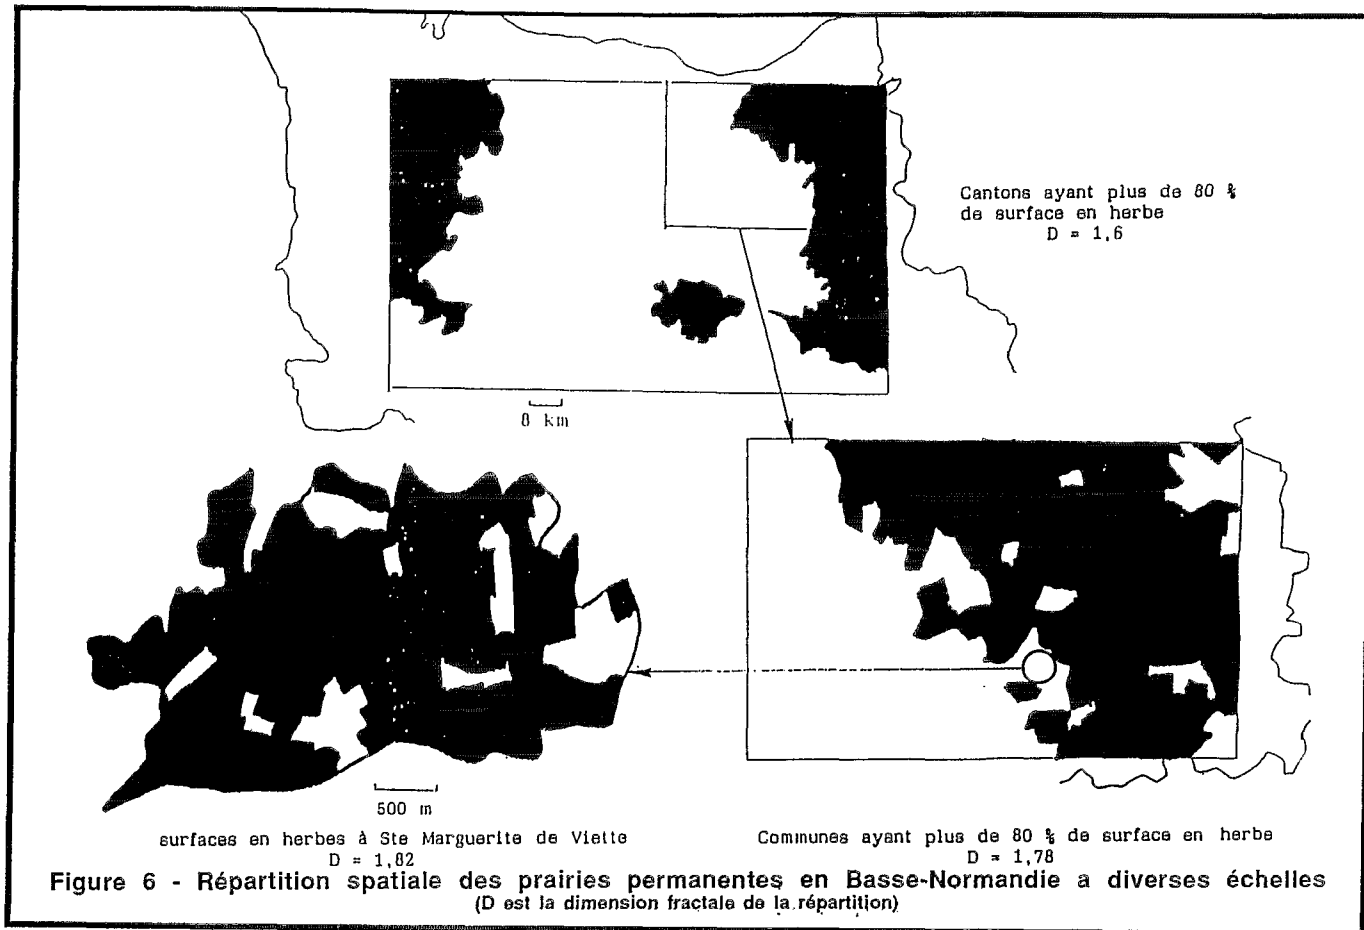 Cantons ayant plus de 80 %
de surface en herbe
D = 1,6
8 km
500 m
surfaces en herbes à Ste Marguerite de Viette
D = 1,82
Communes ayant plus de 80 % de surface en herbe
D = 1,78
Figure 6 - Répartition spatiale des prairies permanentes en Basse-Normandie a diverses échelles
(D est la dimension fractale de la répartition)